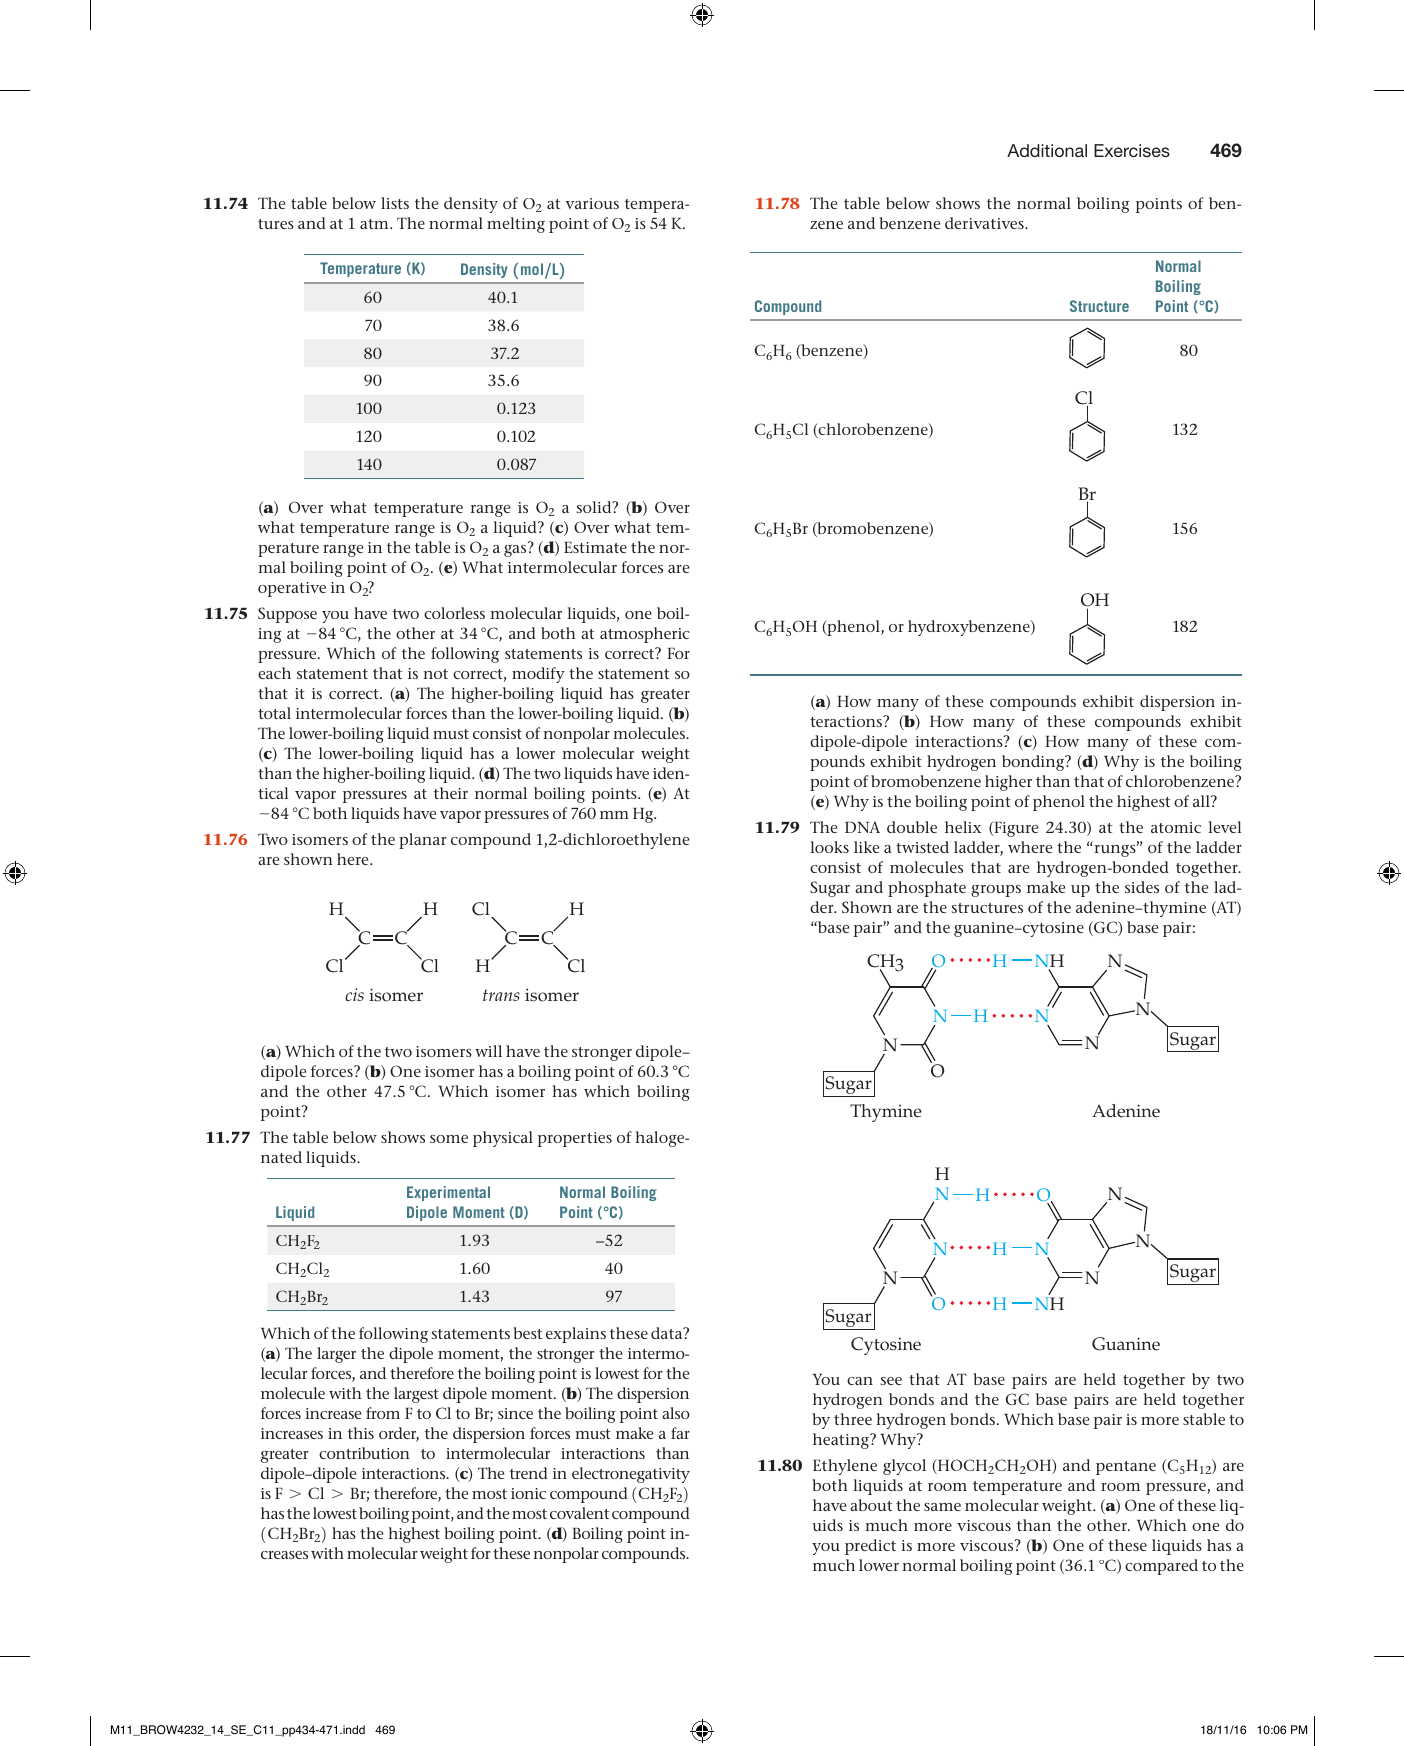 Additional Exercises 469
11.74 The table below lists the density of O2 at various tempera-
tures and at 1 atm. The normal melting point of O2 is 54 K.
Temperature (K) Density (mol/L)
60 40.1
70 38.6
80 37.2
90 35.6
100 0.123
120 0.102
140 0.087
(a) Over what temperature range is O2 a solid? (b) Over
what temperature range is O2 a liquid? (c) Over what tem-
perature range in the table is O2 a gas? (d) Estimate the nor-
mal boiling point of O2. (e) What intermolecular forces are
operative in O2?
11.75 Suppose you have two colorless molecular liquids, one boil-
ing at −84 °C, the other at 34 °C, and both at atmospheric
pressure. Which of the following statements is correct? For
each statement that is not correct, modify the statement so
that it is correct. (a) The higher-boiling liquid has greater
total intermolecular forces than the lower-boiling liquid. (b)
The lower-boiling liquid must consist of nonpolar molecules.
(c) The lower-boiling liquid has a lower molecular weight
than the higher-boiling liquid. (d) The two liquids have iden-
tical vapor pressures at their normal boiling points. (e) At
−84 °C both liquids have vapor pressures of 760 mm Hg.
11.76 Two isomers of the planar compound 1,2-dichloroethylene
are shown here.
H H Cl H
C C C C
Cl Cl H Cl
cis isomer trans isomer
(a) Which of the two isomers will have the stronger dipole–
dipole forces? (b) One isomer has a boiling point of 60.3 °C
and the other 47.5 °C. Which isomer has which boiling
point?
11.77 The table below shows some physical properties of haloge-
nated liquids.
Experimental Normal Boiling
Liquid Dipole Moment (D) Point (°C)
CH2F2 1.93 –52
CH2Cl2 1.60 40
CH2Br2 1.43 97
Which of the following statements best explains these data?
(a) The larger the dipole moment, the stronger the intermo-
lecular forces, and therefore the boiling point is lowest for the
molecule with the largest dipole moment. (b) The dispersion
forces increase from F to Cl to Br; since the boiling point also
increases in this order, the dispersion forces must make a far
greater contribution to intermolecular interactions than
dipole–dipole interactions. (c) The trend in electronegativity
is F > Cl > Br; therefore, the most ionic compound (CH2F2)
has the lowest boiling point, and the most covalent compound
(CH2Br2) has the highest boiling point. (d) Boiling point in-
creases with molecular weight for these nonpolar compounds.
11.78 The table below shows the normal boiling points of ben-
zene and benzene derivatives.
Normal
Boiling
Compound Structure Point (°C)
C6H6 (benzene) 80
Cl
C6H5Cl (chlorobenzene) 132
Br
C6H5Br (bromobenzene) 156
OH
C6H5OH (phenol, or hydroxybenzene) 182
(a) How many of these compounds exhibit dispersion in-
teractions? (b) How many of these compounds exhibit
dipole-dipole interactions? (c) How many of these com-
pounds exhibit hydrogen bonding? (d) Why is the boiling
point of bromobenzene higher than that of chlorobenzene?
(e) Why is the boiling point of phenol the highest of all?
11.79 The DNA double helix (Figure 24.30) at the atomic level
looks like a twisted ladder, where the “rungs” of the ladder
consist of molecules that are hydrogen-bonded together.
Sugar and phosphate groups make up the sides of the lad-
der. Shown are the structures of the adenine–thymine (AT)
“base pair” and the guanine–cytosine (GC) base pair:
CH3 O H NH N
N H N N
N N Sugar
Sugar O
Thymine Adenine
H
N H O N
N H N N
N N Sugar
Sugar O H NH
Cytosine Guanine
You can see that AT base pairs are held together by two
hydrogen bonds and the GC base pairs are held together
by three hydrogen bonds. Which base pair is more stable to
heating? Why?
11.80 Ethylene glycol (HOCH2CH2OH) and pentane (C5H12) are
both liquids at room temperature and room pressure, and
have about the same molecular weight. (a) One of these liq-
uids is much more viscous than the other. Which one do
you predict is more viscous? (b) One of these liquids has a
much lower normal boiling point (36.1 °C) compared to the
M11_BROW4232_14_SE_C11_pp434-471.indd 469 18/11/16 10:06 PM